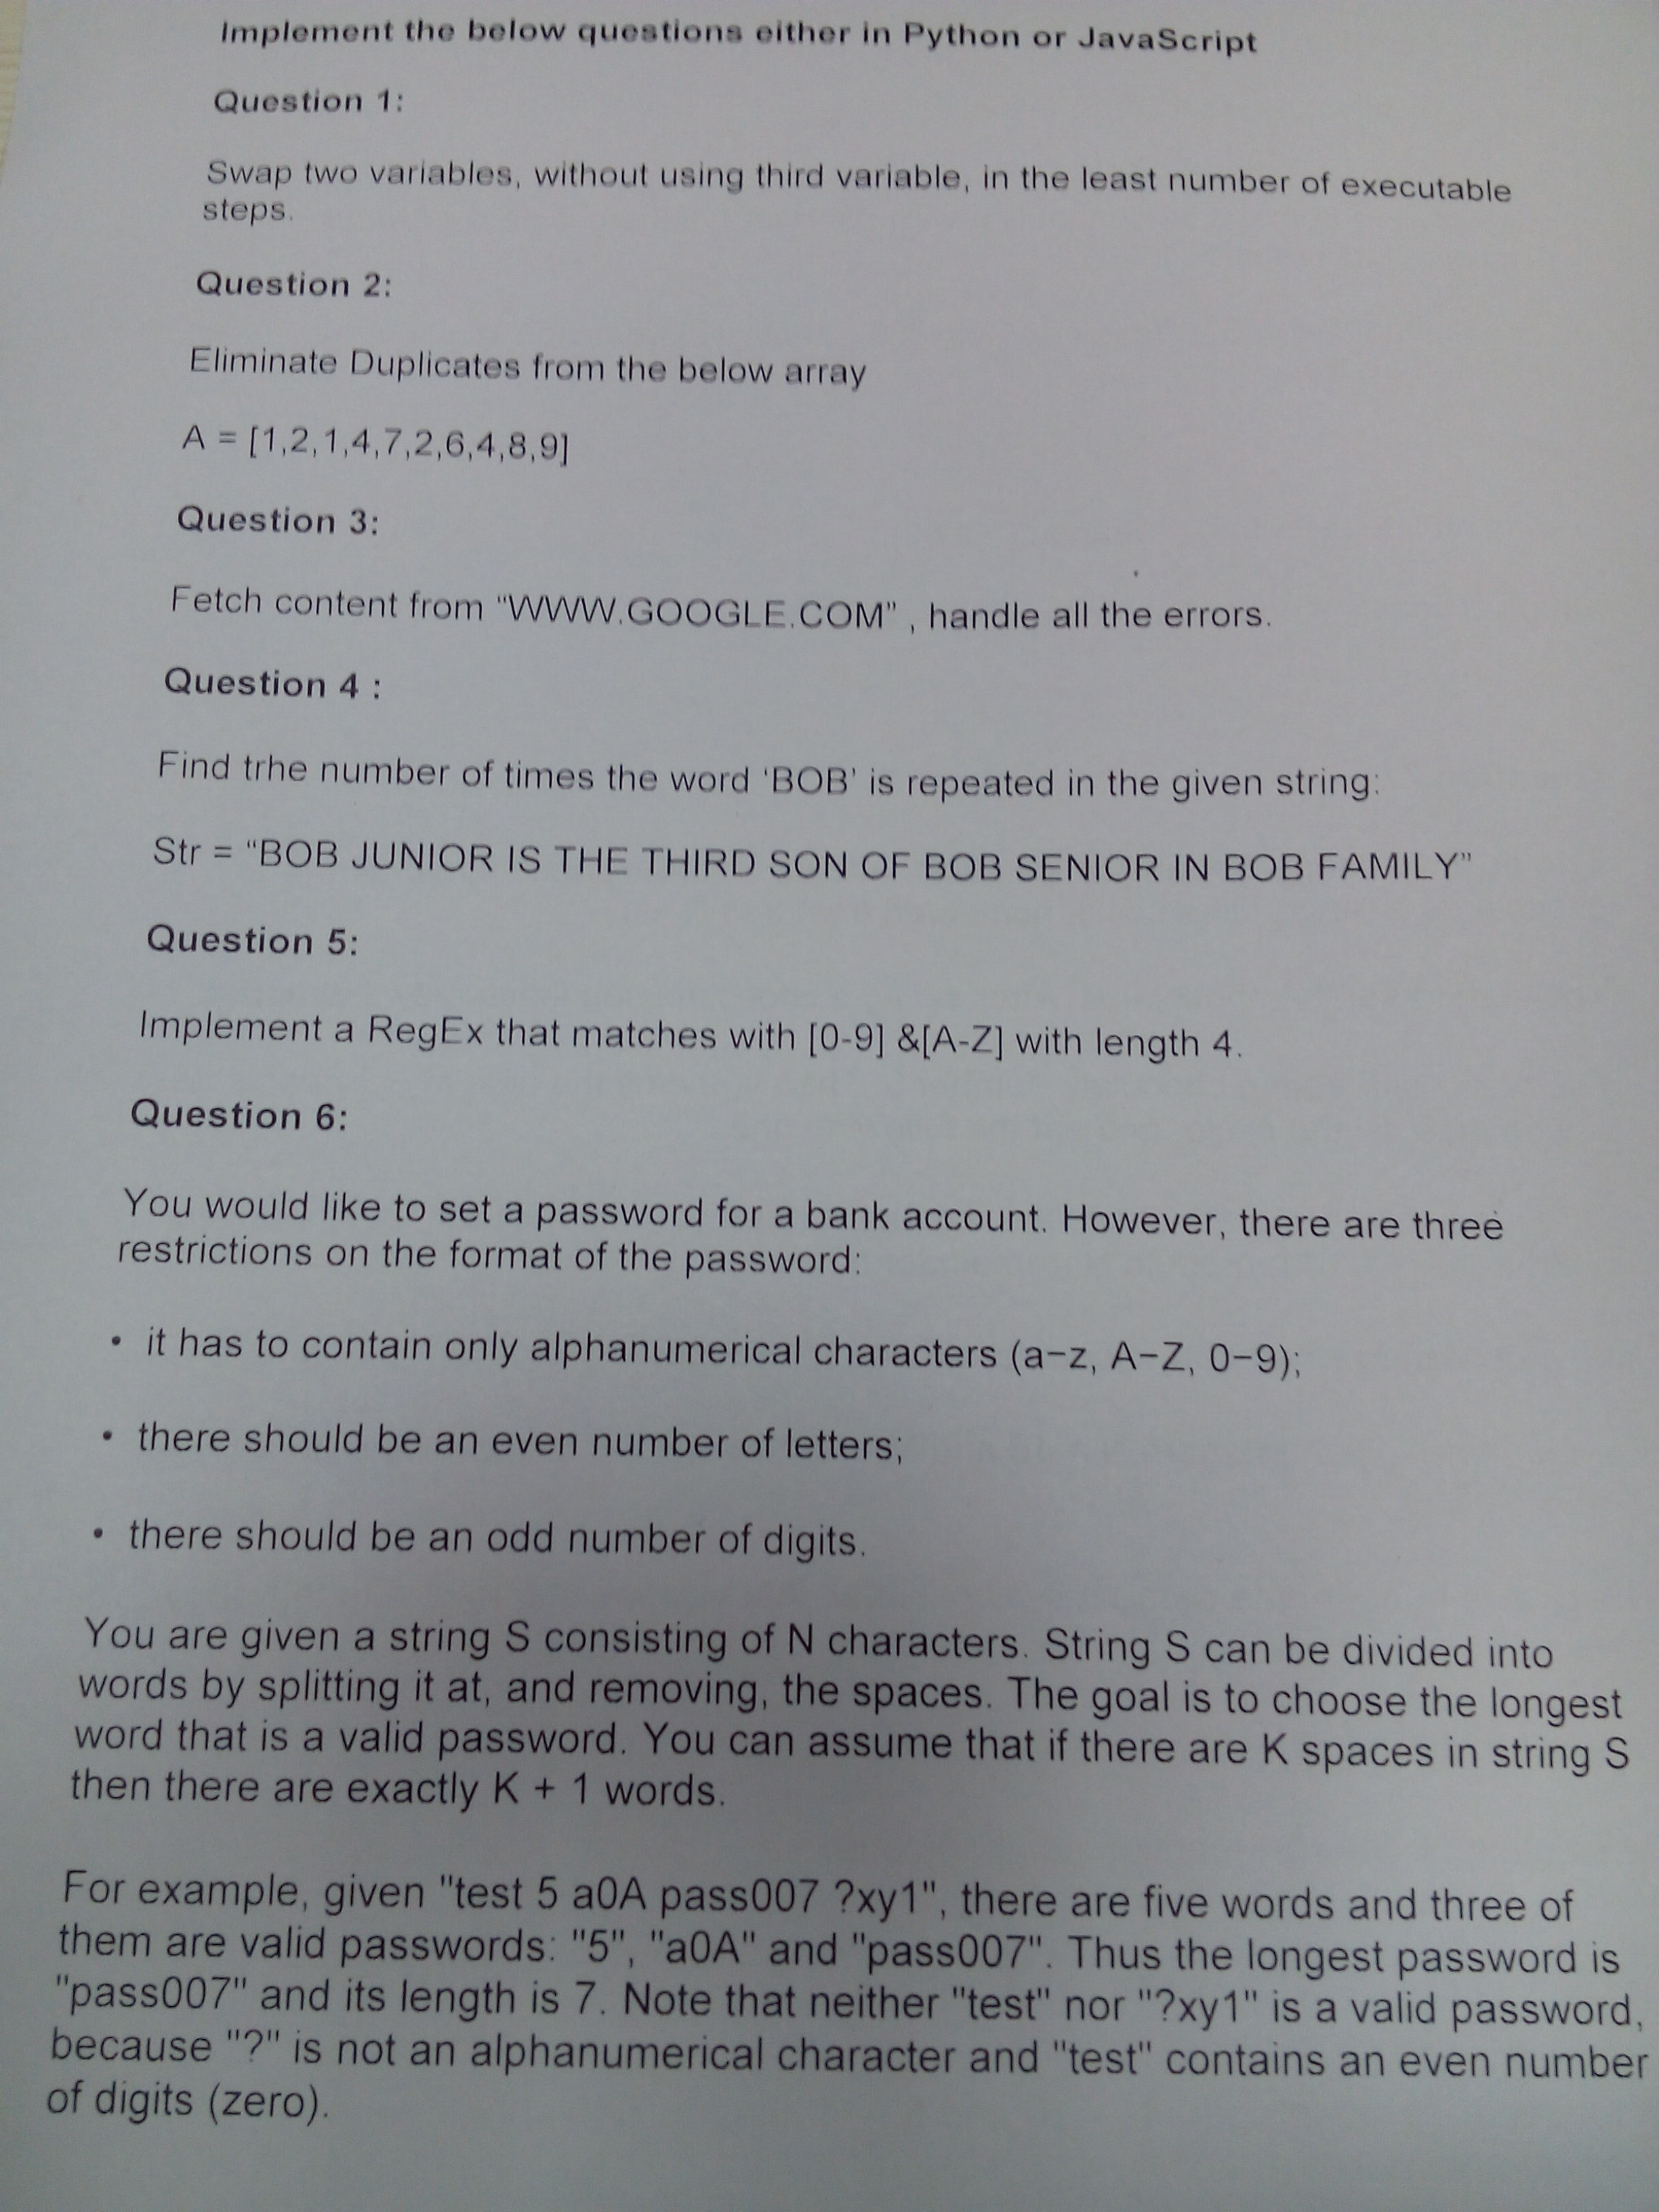 Implement the below questions either in Python or JavaScript
Question 1:
Swap two variables, without using third variable, in the least number of executable
steps.
Question 2:
Eliminate Duplicates from the below array
A = [1,2,1,4,7,2,6,4,8,9]
Question 3:
Fetch content from “WWW.GOOGLE.COM” , handle all the errors.
Question 4 :
Find trhe number of times the word ‘BOB’ is repeated in the given string:
Str = “BOB JUNIOR IS THE THIRD SON OF BOB SENIOR IN BOB FAMILY”
Question 5:
Implement a RegEx that matches with [0-9] &[A-Z] with length 4.
Question 6:
You would like to set a password for a bank account. However, there are three
restrictions on the format of the password:
• it has to contain only alphanumerical characters (a−z, A−Z, 0−9);
• there should be an even number of letters;
• there should be an odd number of digits.
You are given a string S consisting of N characters. String S can be divided into
words by splitting it at, and removing, the spaces. The goal is to choose the longest
word that is a valid password. You can assume that if there are K spaces in string S
then there are exactly K + 1 words.
For example, given "test 5 a0A pass007 ?xy1", there are five words and three of
them are valid passwords: "5", "a0A" and "pass007". Thus the longest password is
"pass007" and its length is 7. Note that neither "test" nor "?xy1" is a valid password,
because "?" is not an alphanumerical character and "test" contains an even number
of digits (zero).